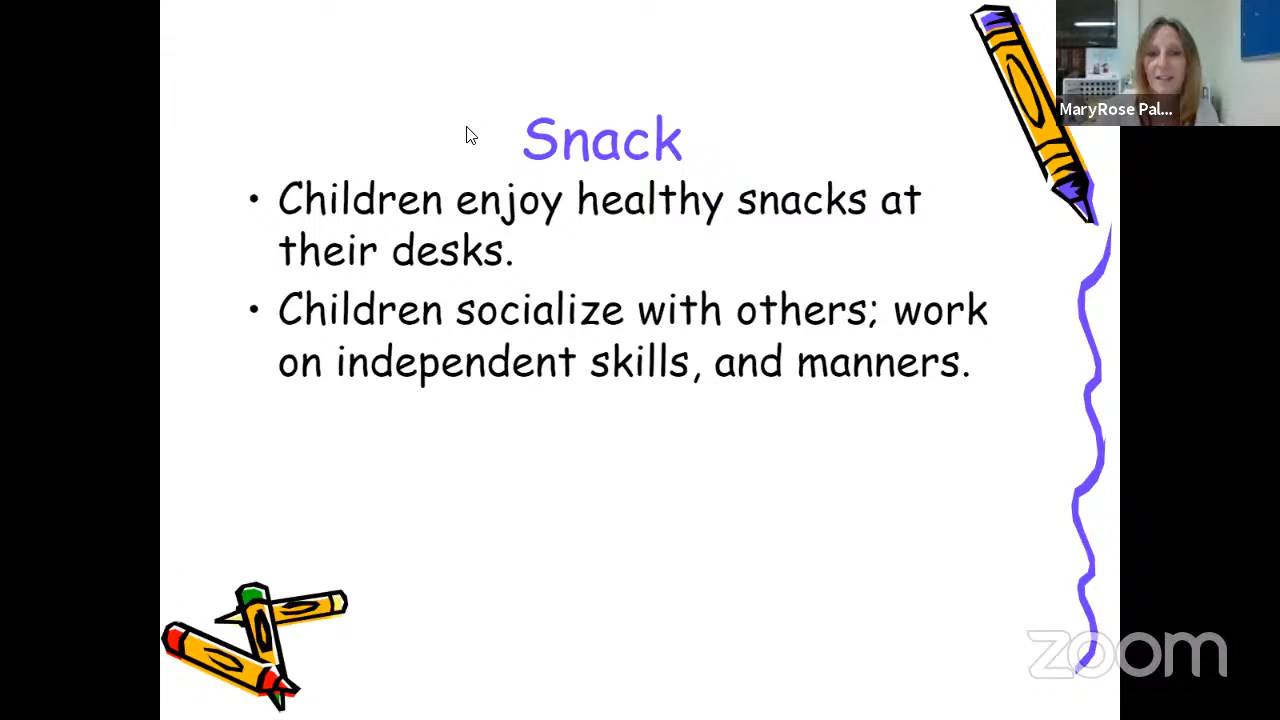 MaryRose Pal...
Snack
• Children enjoy healthy snacks at
their desks.
• Children socialize with others; work
on independent skills, and manners.
zoom